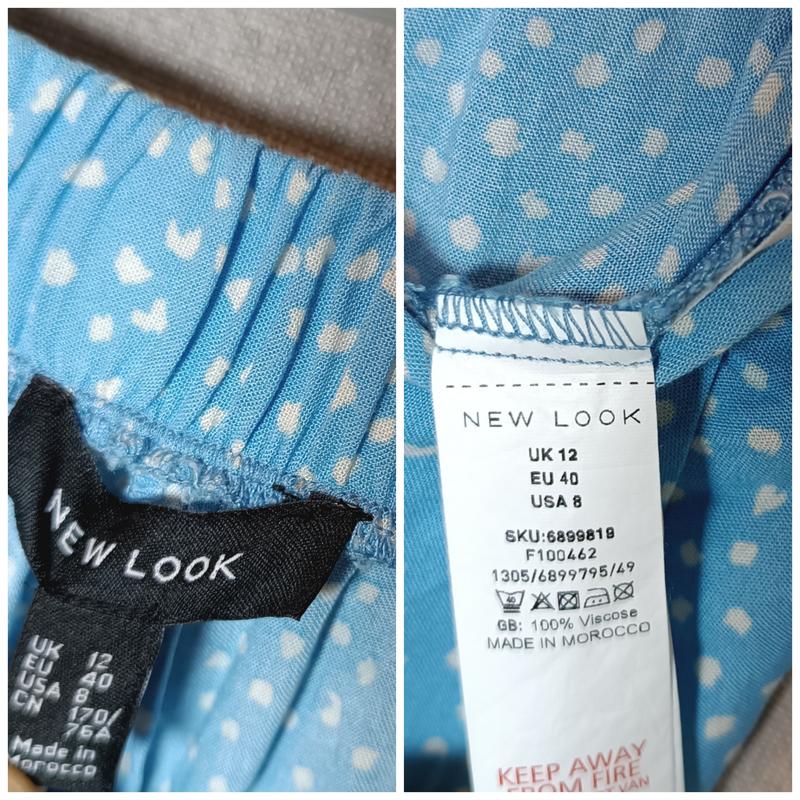 NEW LOOK
UK 12
EU 40
USA 8
CN 170/
76A
Made in
Morocco
NEW LOOK
UK 12
EU 40
USA 8
SKU:6899819
F100462
1305/6899795/49
40
GB: 100% Viscose
MADE IN MOROCCO
KEEP AWAY
FROM FIRE